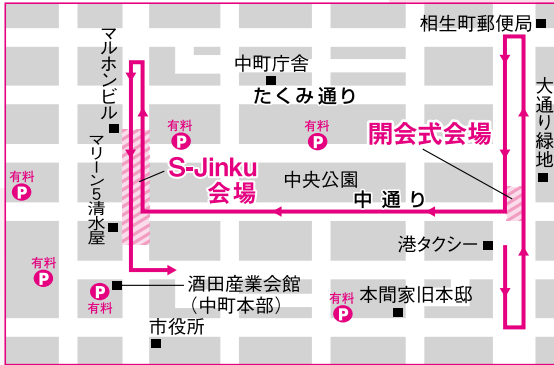 相生町郵便局
マルホンビル
中町庁舎
たくみ通り
大通り緑地
有料
P
有料
P
開会式会場
S-Jinku
会場
中央公園
有料
P
マリーン5清水屋
中通り
港タクシー
有料
P
酒田産業会館
（中町本部）
P
有料
有料
P
本間家旧本邸
市役所